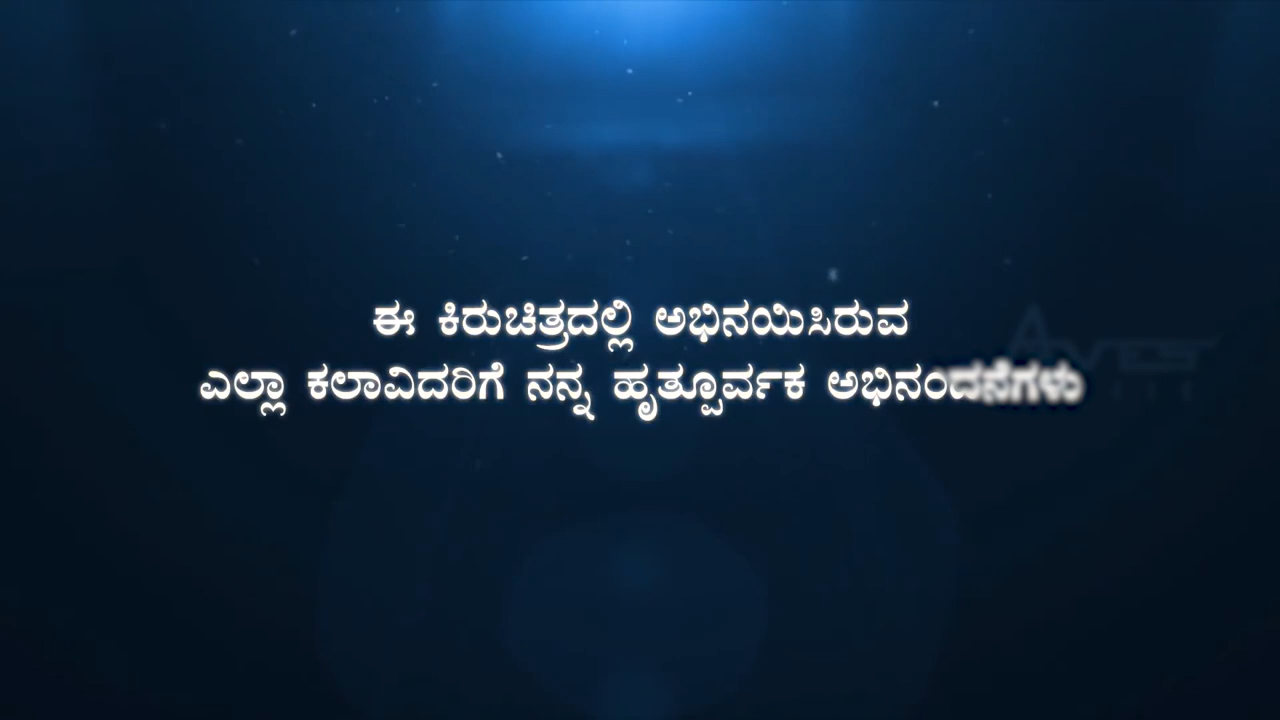 ಈ ಕಿರುಚಿತ್ರದಲ್ಲಿ ಅಭಿನಯಿಸಿರುವ
ಎಲ್ಲಾ ಕಲಾವಿದರಿಗೆ ನನ್ನ ಹೃತ್ಪೂರ್ವಕ ಅಭಿನಂದನೆಗಳು